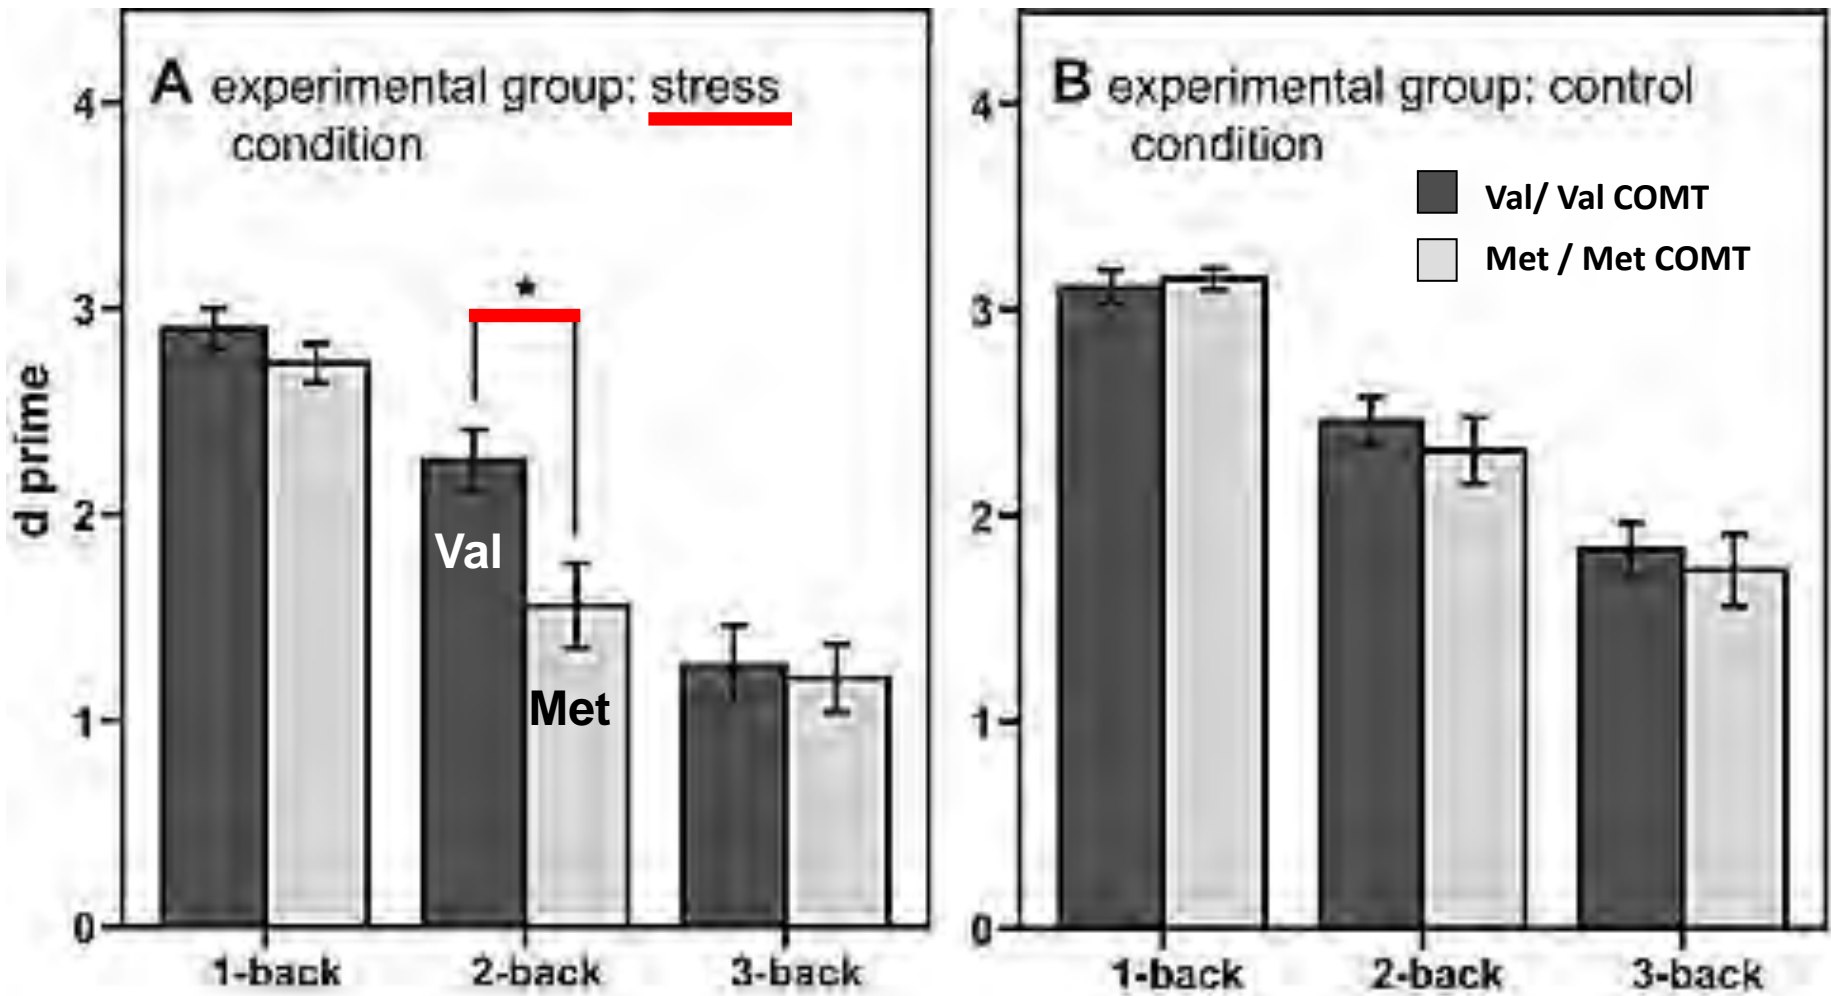 A experimental group: stress
condition
4
3
2
1
0
d prime
*
Val
Met
1-back 2-back 3-back
B experimental group: control
condition
Val/ Val COMT
Met / Met COMT
4
3
2
1
0
1-back 2-back 3-back